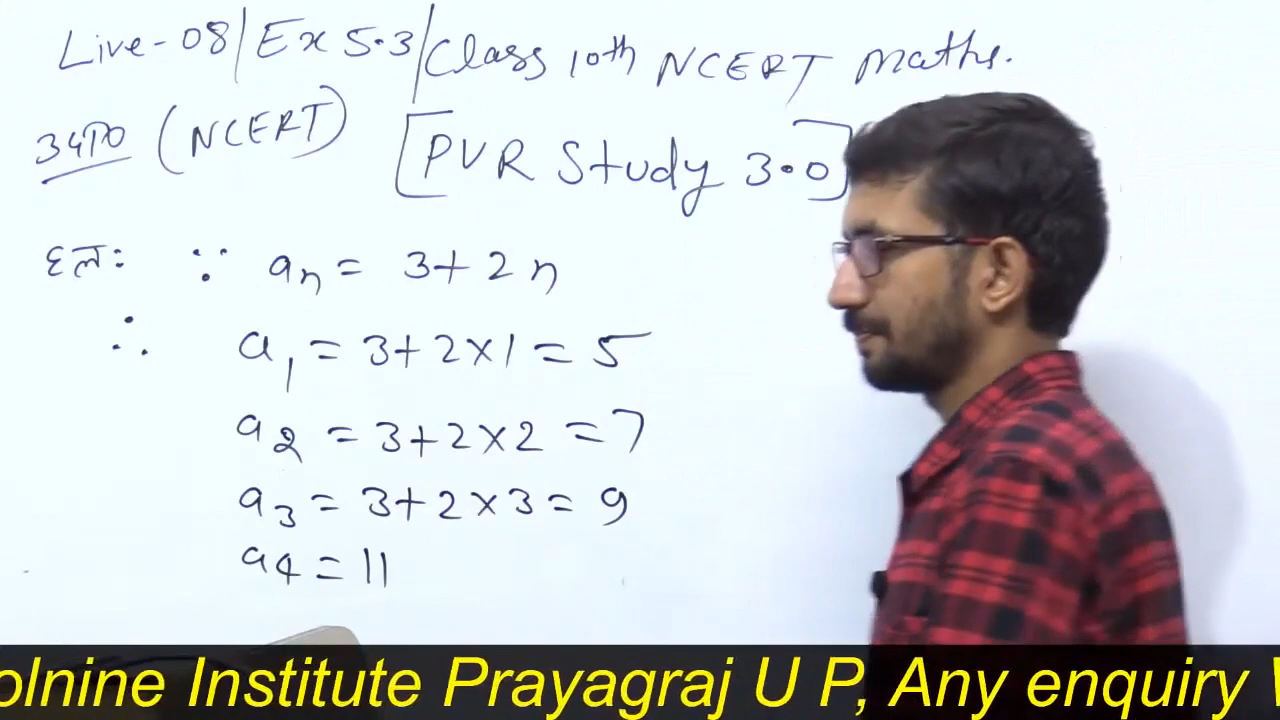 Live-08/Ex 5.3/Class 10th NCERT Maths.
उदा० (NCERT) [PVR Study 3.0]
हल: ∵ aₙ = 3+2n
∴ a₁ = 3+2×1 = 5
a₂ = 3+2×2 = 7
a₃ = 3+2×3 = 9
a₄ = 11
olnine Institute Prayagraj U P, Any enquiry